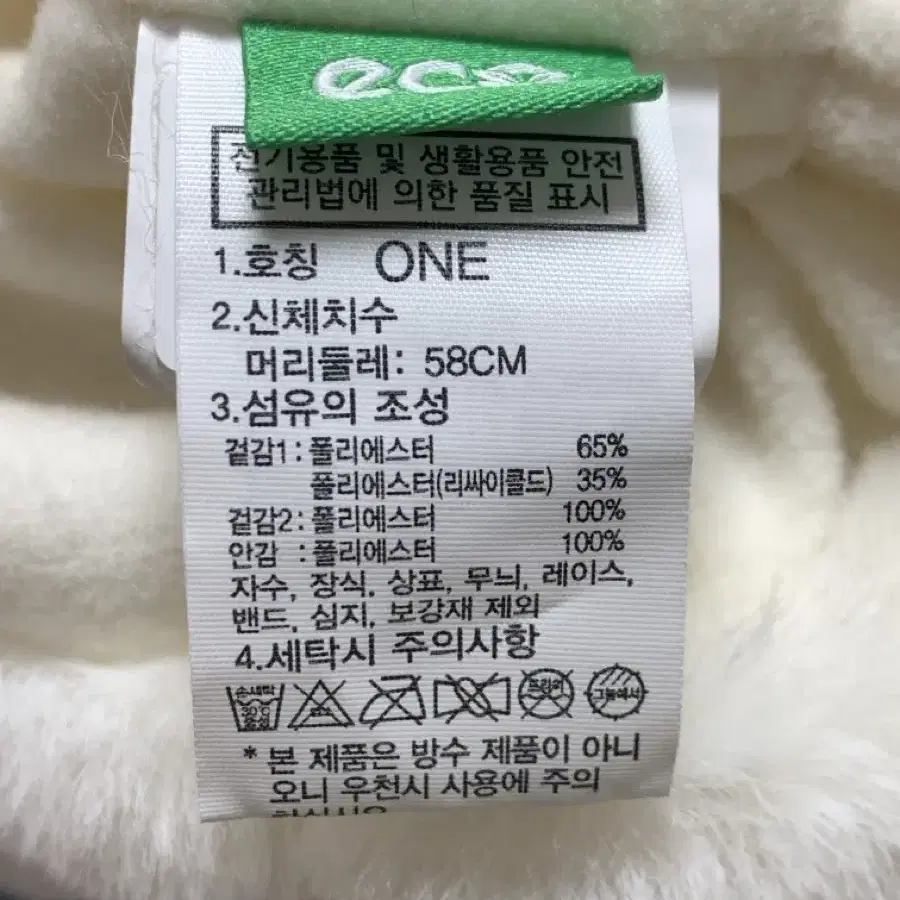 eco
전기용품 및 생활용품 안전
관리법에 의한 품질 표시
1.호칭 ONE
2.신체치수
머리둘레: 58CM
3.섬유의 조성
겉감1 : 폴리에스터 65%
폴리에스터(리싸이클드) 35%
겉감2 : 폴리에스터 100%
안감 : 폴리에스터 100%
자수, 장식, 상표, 무늬, 레이스,
밴드, 심지, 보강재 제외
4.세탁시 주의사항
손세탁 30℃ 중성 드라이 그늘에서
* 본 제품은 방수 제품이 아니
오니 우천시 사용에 주의
하십시오